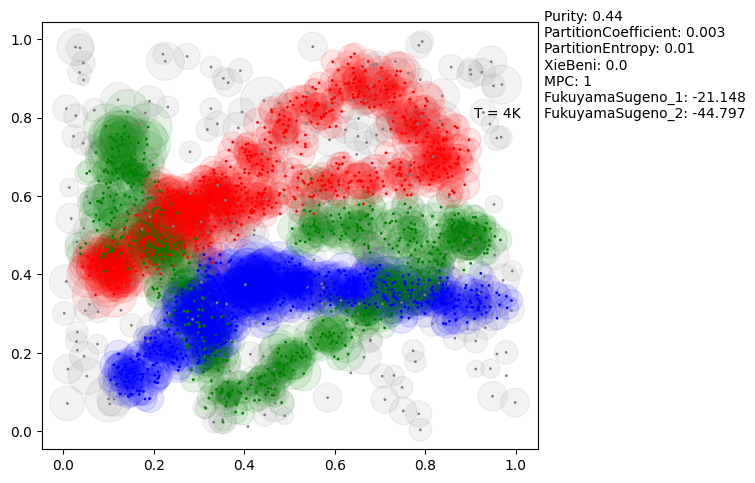 Purity: 0.44
PartitionCoefficient: 0.003
PartitionEntropy: 0.01
XieBeni: 0.0
MPC: 1
FukuyamaSugeno_1: -21.148
FukuyamaSugeno_2: -44.797
T = 4K
1.0
0.8
0.6
0.4
0.2
0.0
0.0 0.2 0.4 0.6 0.8 1.0